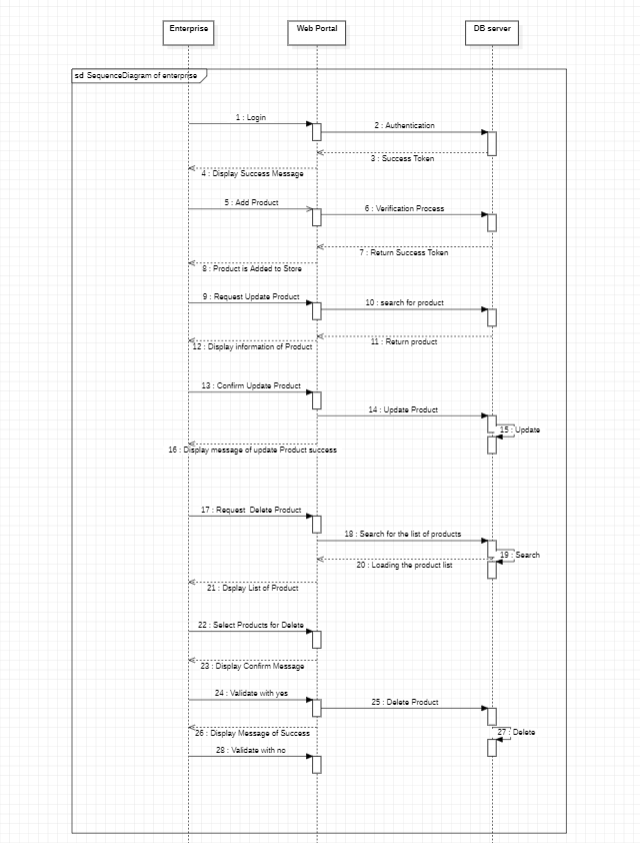 Enterprise
Web Portal
DB server
sd SequenceDiagram of enterprise
1 : Login
2 : Authentication
3 : Success Token
4 : Display Success Message
5 : Add Product
6 : Verification Process
7 : Return Success Token
8 : Product is Added to Store
9 : Request Update Product
10 : search for product
11 : Return product
12 : Display information of Product
13 : Confirm Update Product
14 : Update Product
15 : Update
16 : Display message of update Product success
17 : Request Delete Product
18 : Search for the list of products
19 : Search
20 : Loading the product list
21 : Dsplay List of Product
22 : Select Products for Delete
23 : Display Confirm Message
24 : Validate with yes
25 : Delete Product
26 : Display Message of Success
27 : Delete
28 : Validate with no